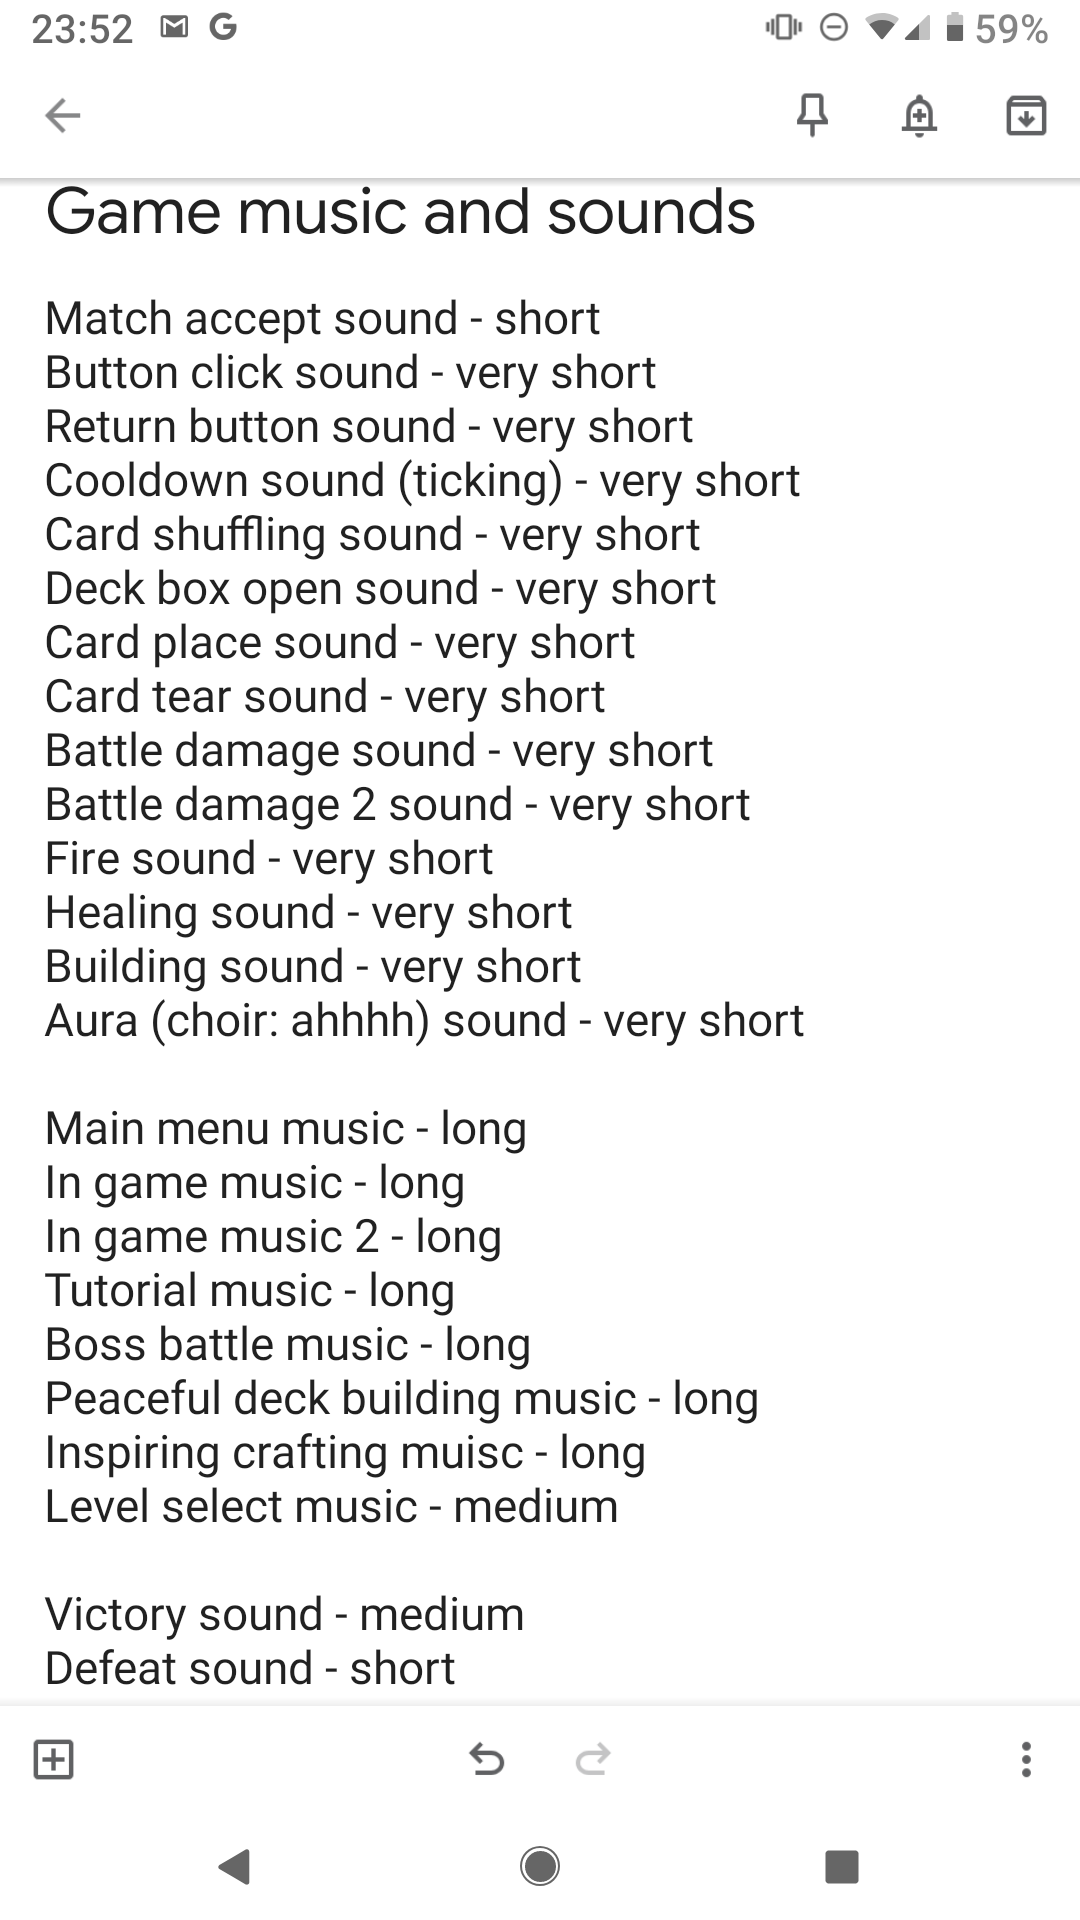 23:52 59%
Game music and sounds
Match accept sound - short
Button click sound - very short
Return button sound - very short
Cooldown sound (ticking) - very short
Card shuffling sound - very short
Deck box open sound - very short
Card place sound - very short
Card tear sound - very short
Battle damage sound - very short
Battle damage 2 sound - very short
Fire sound - very short
Healing sound - very short
Building sound - very short
Aura (choir: ahhhh) sound - very short
Main menu music - long
In game music - long
In game music 2 - long
Tutorial music - long
Boss battle music - long
Peaceful deck building music - long
Inspiring crafting muisc - long
Level select music - medium
Victory sound - medium
Defeat sound - short